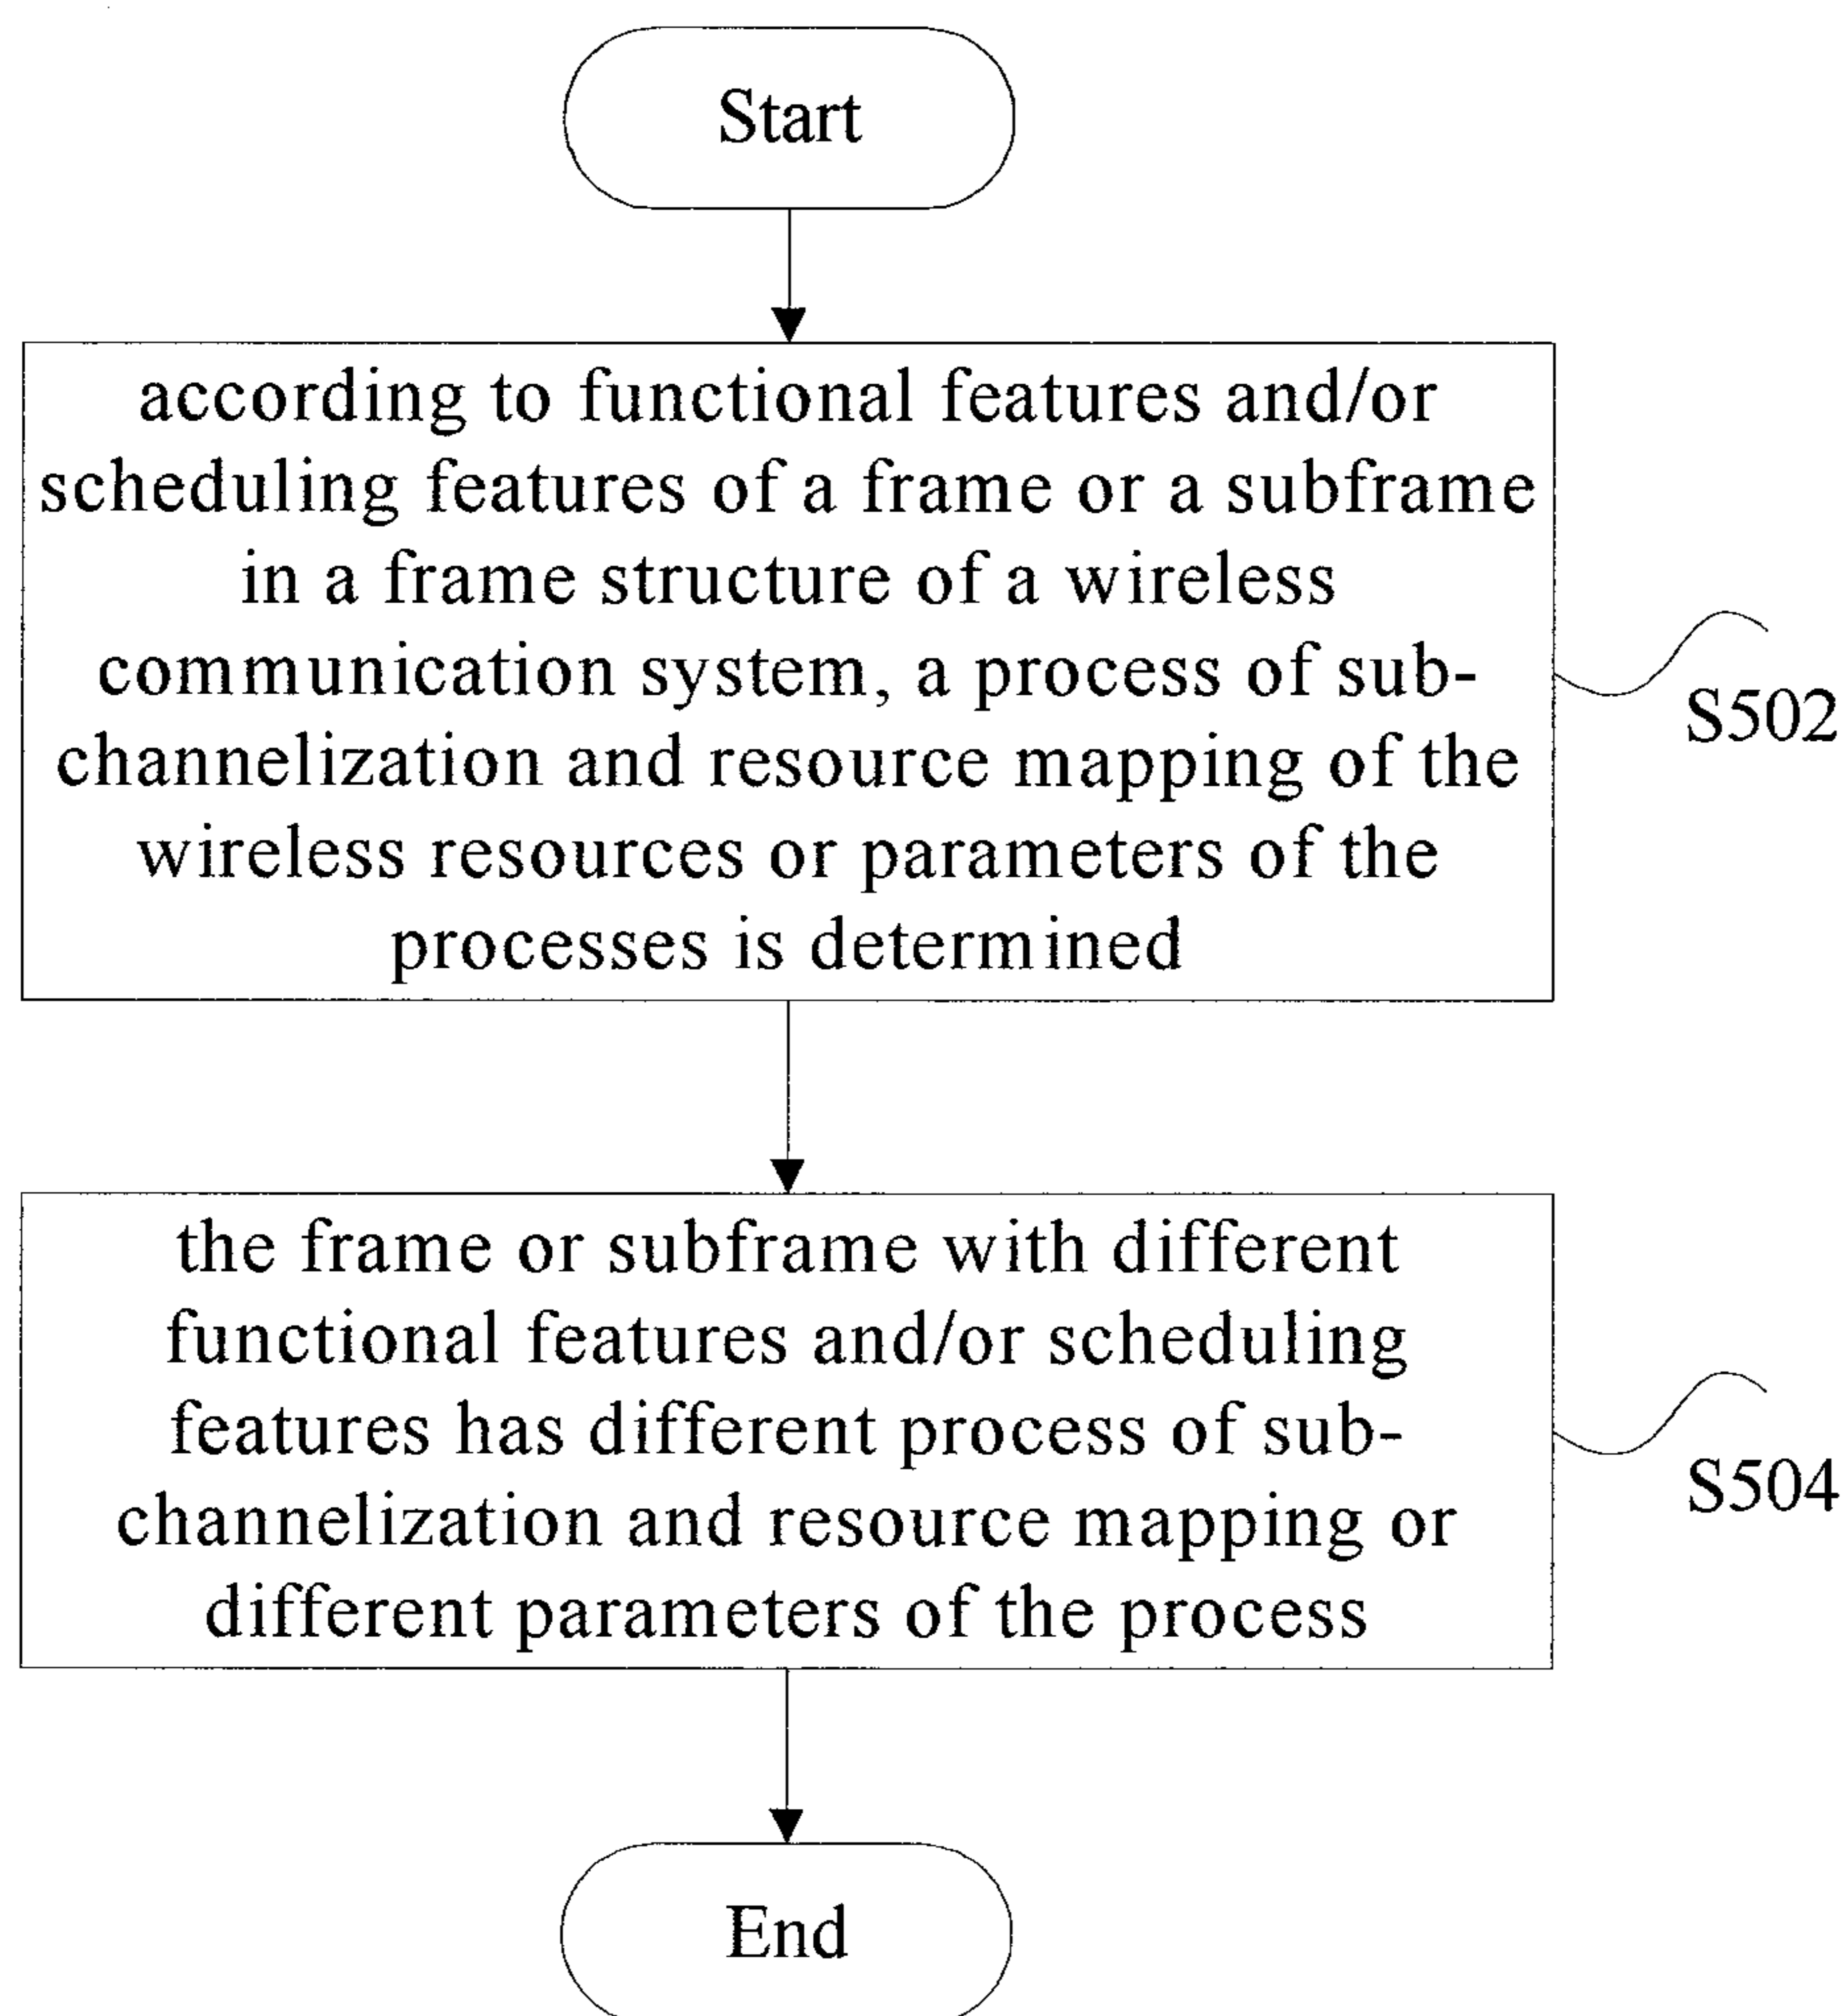 Start
according to functional features and/or
scheduling features of a frame or a subframe
in a frame structure of a wireless
communication system, a process of sub-
channelization and resource mapping of the
wireless resources or parameters of the
processes is determined
S502
the frame or subframe with different
functional features and/or scheduling
features has different process of sub-
channelization and resource mapping or
different parameters of the process
S504
End